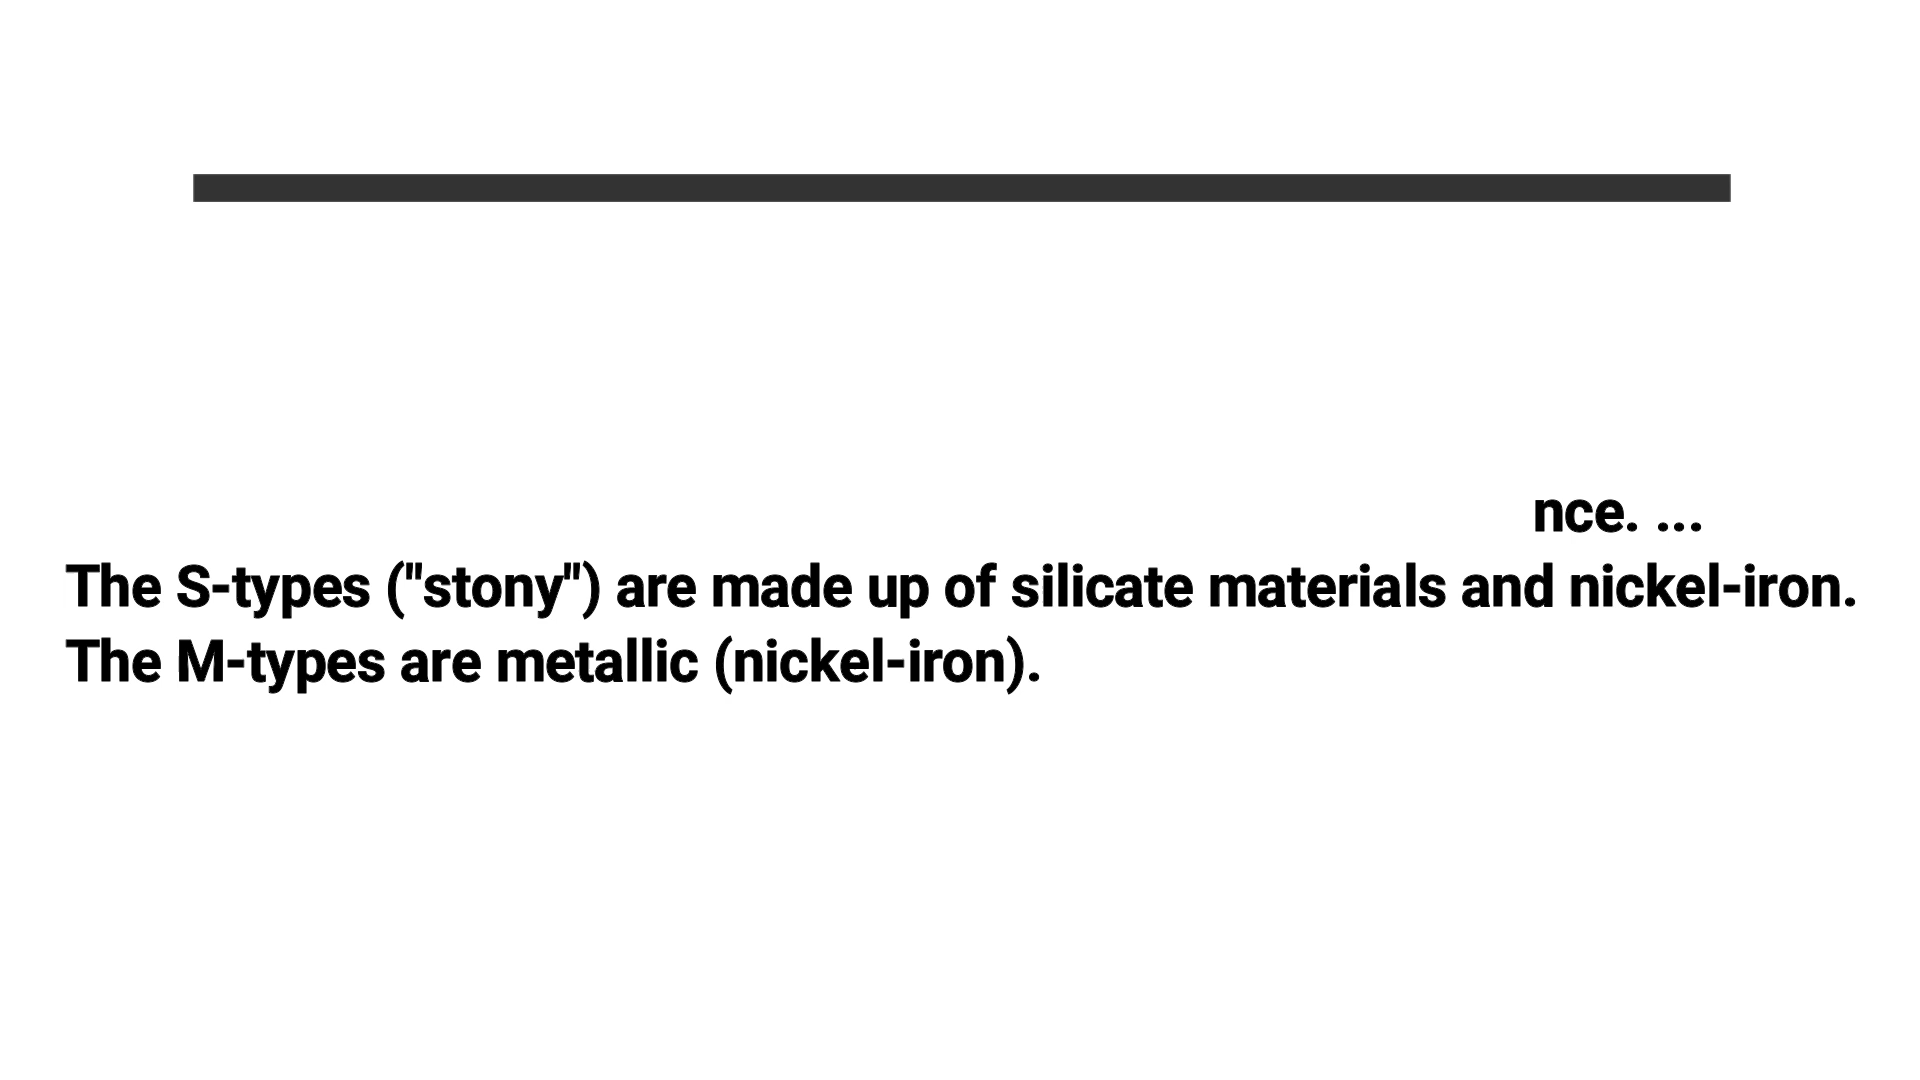 nce. ...
The S-types ("stony") are made up of silicate materials and nickel-iron.
The M-types are metallic (nickel-iron).